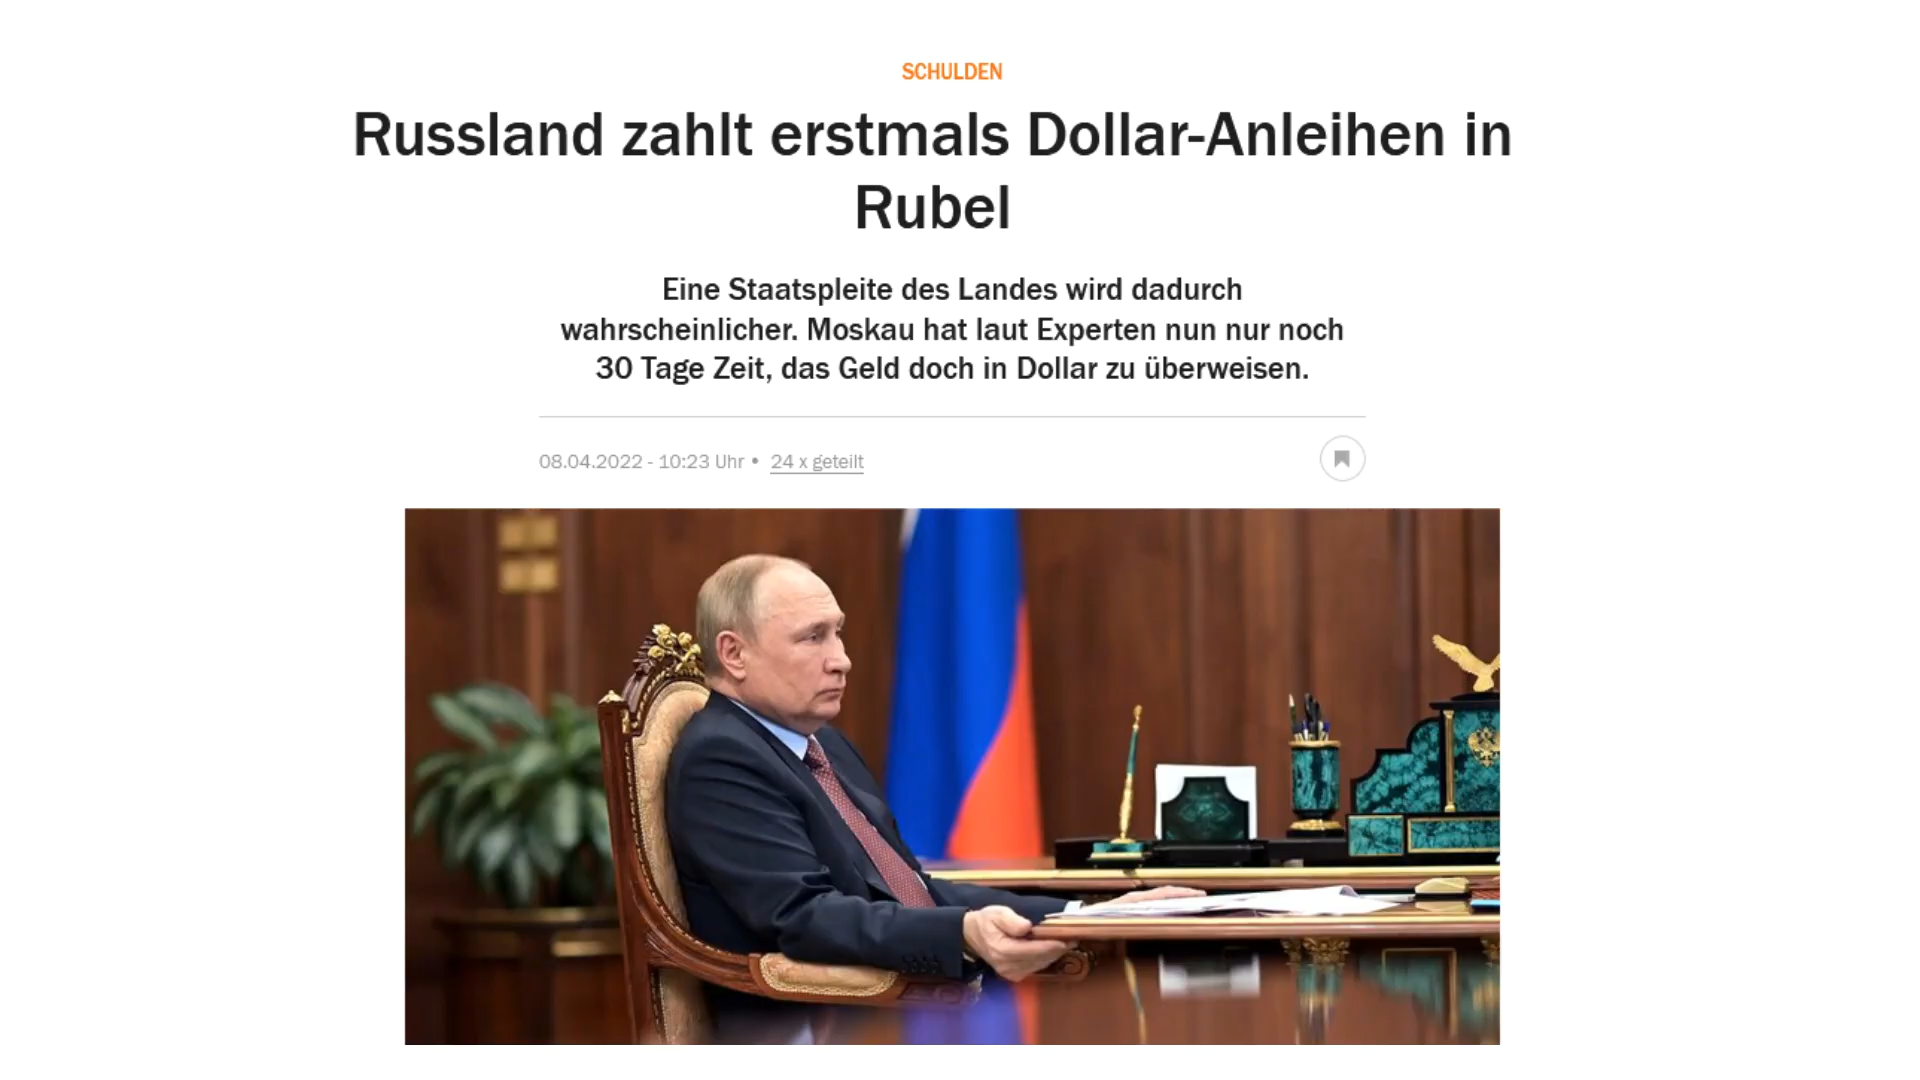 SCHULDEN
Russland zahlt erstmals Dollar-Anleihen in
Rubel
Eine Staatspleite des Landes wird dadurch
wahrscheinlicher. Moskau hat laut Experten nun nur noch
30 Tage Zeit, das Geld doch in Dollar zu überweisen.
08.04.2022 - 10:23 Uhr • 24 x geteilt